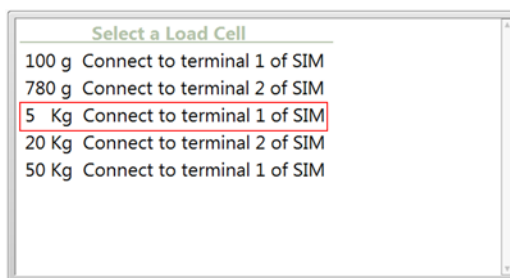 Select a Load Cell
100 g Connect to terminal 1 of SIM
780 g Connect to terminal 2 of SIM
5 Kg Connect to terminal 1 of SIM
20 Kg Connect to terminal 2 of SIM
50 Kg Connect to terminal 1 of SIM